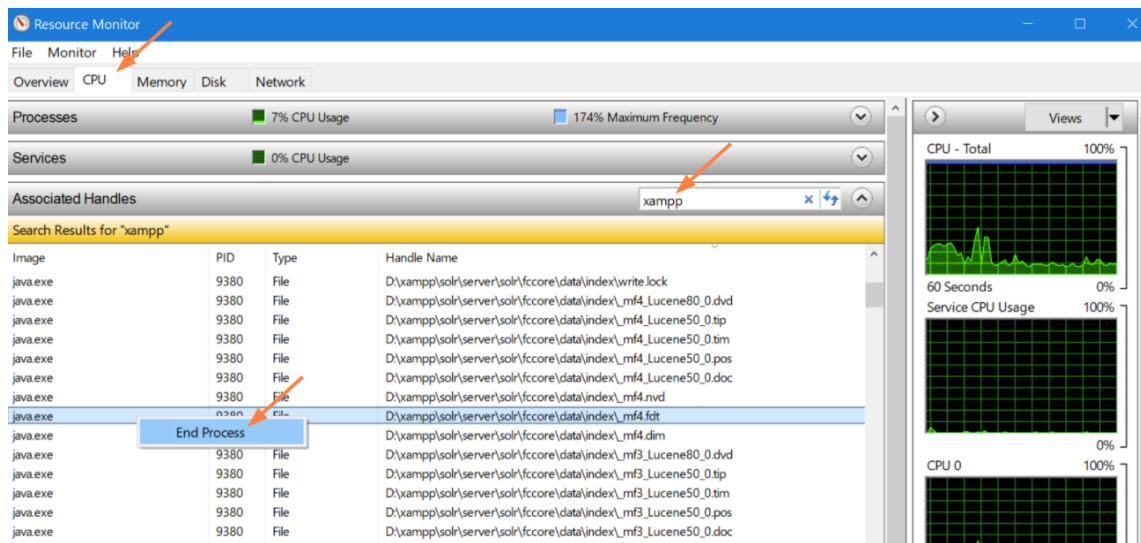 Resource Monitor
File Monitor Help
Overview CPU Memory Disk Network
Processes 7% CPU Usage 174% Maximum Frequency
Services 0% CPU Usage
Associated Handles xampp
Search Results for "xampp"
Image PID Type Handle Name
java.exe 9380 File D:\xampp\solr\server\solr\fccore\data\index\write.lock
java.exe 9380 File D:\xampp\solr\server\solr\fccore\data\index\_mf4_Lucene80_0.dvd
java.exe 9380 File D:\xampp\solr\server\solr\fccore\data\index\_mf4_Lucene50_0.tip
java.exe 9380 File D:\xampp\solr\server\solr\fccore\data\index\_mf4_Lucene50_0.tim
java.exe 9380 File D:\xampp\solr\server\solr\fccore\data\index\_mf4_Lucene50_0.pos
java.exe 9380 File D:\xampp\solr\server\solr\fccore\data\index\_mf4_Lucene50_0.doc
java.exe 9380 File D:\xampp\solr\server\solr\fccore\data\index\_mf4.nvd
java.exe 9380 File D:\xampp\solr\server\solr\fccore\data\index\_mf4.fdt
java.exe D:\xampp\solr\server\solr\fccore\data\index\_mf4.dim
End Process
java.exe 9380 File D:\xampp\solr\server\solr\fccore\data\index\_mf3_Lucene80_0.dvd
java.exe 9380 File D:\xampp\solr\server\solr\fccore\data\index\_mf3_Lucene50_0.tip
java.exe 9380 File D:\xampp\solr\server\solr\fccore\data\index\_mf3_Lucene50_0.tim
java.exe 9380 File D:\xampp\solr\server\solr\fccore\data\index\_mf3_Lucene50_0.pos
java.exe 9380 File D:\xampp\solr\server\solr\fccore\data\index\_mf3_Lucene50_0.doc
Views
CPU - Total 100%
60 Seconds 0%
Service CPU Usage 100%
0%
CPU 0 100%